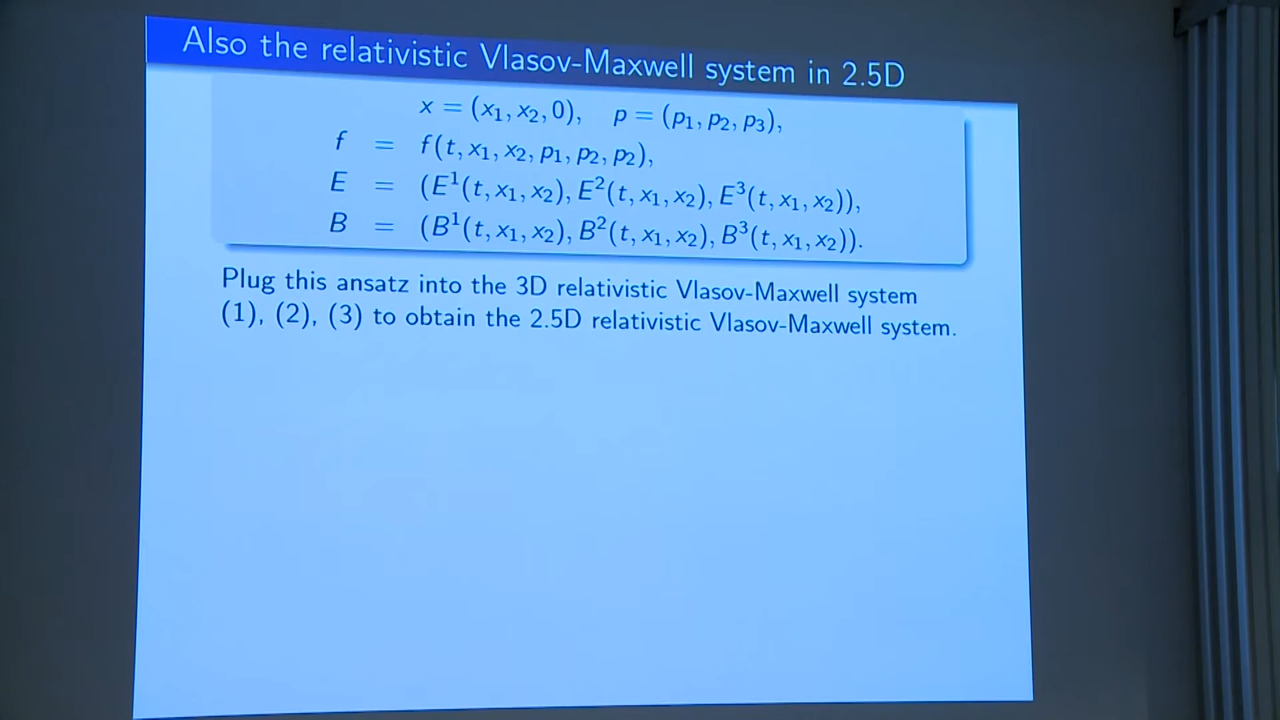 Also the relativistic Vlasov-Maxwell system in 2.5D
x = (x₁, x₂, 0), p = (p₁, p₂, p₃),
f = f(t, x₁, x₂, p₁, p₂, p₂),
E = (E¹(t, x₁, x₂), E²(t, x₁, x₂), E³(t, x₁, x₂)),
B = (B¹(t, x₁, x₂), B²(t, x₁, x₂), B³(t, x₁, x₂)).
Plug this ansatz into the 3D relativistic Vlasov-Maxwell system
(1), (2), (3) to obtain the 2.5D relativistic Vlasov-Maxwell system.